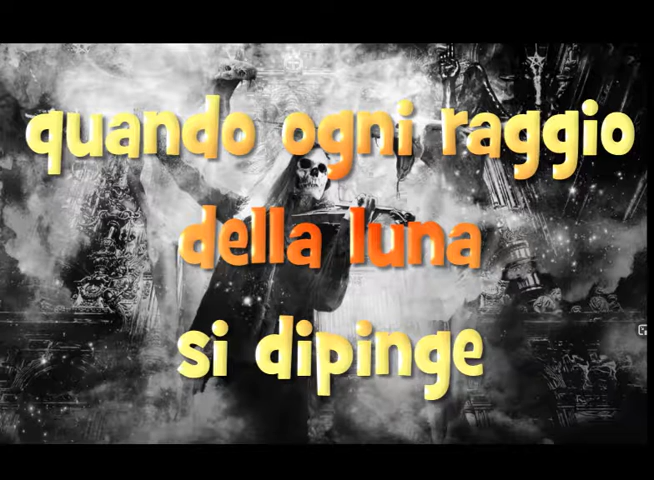 quando ogni raggio
della luna
si dipinge